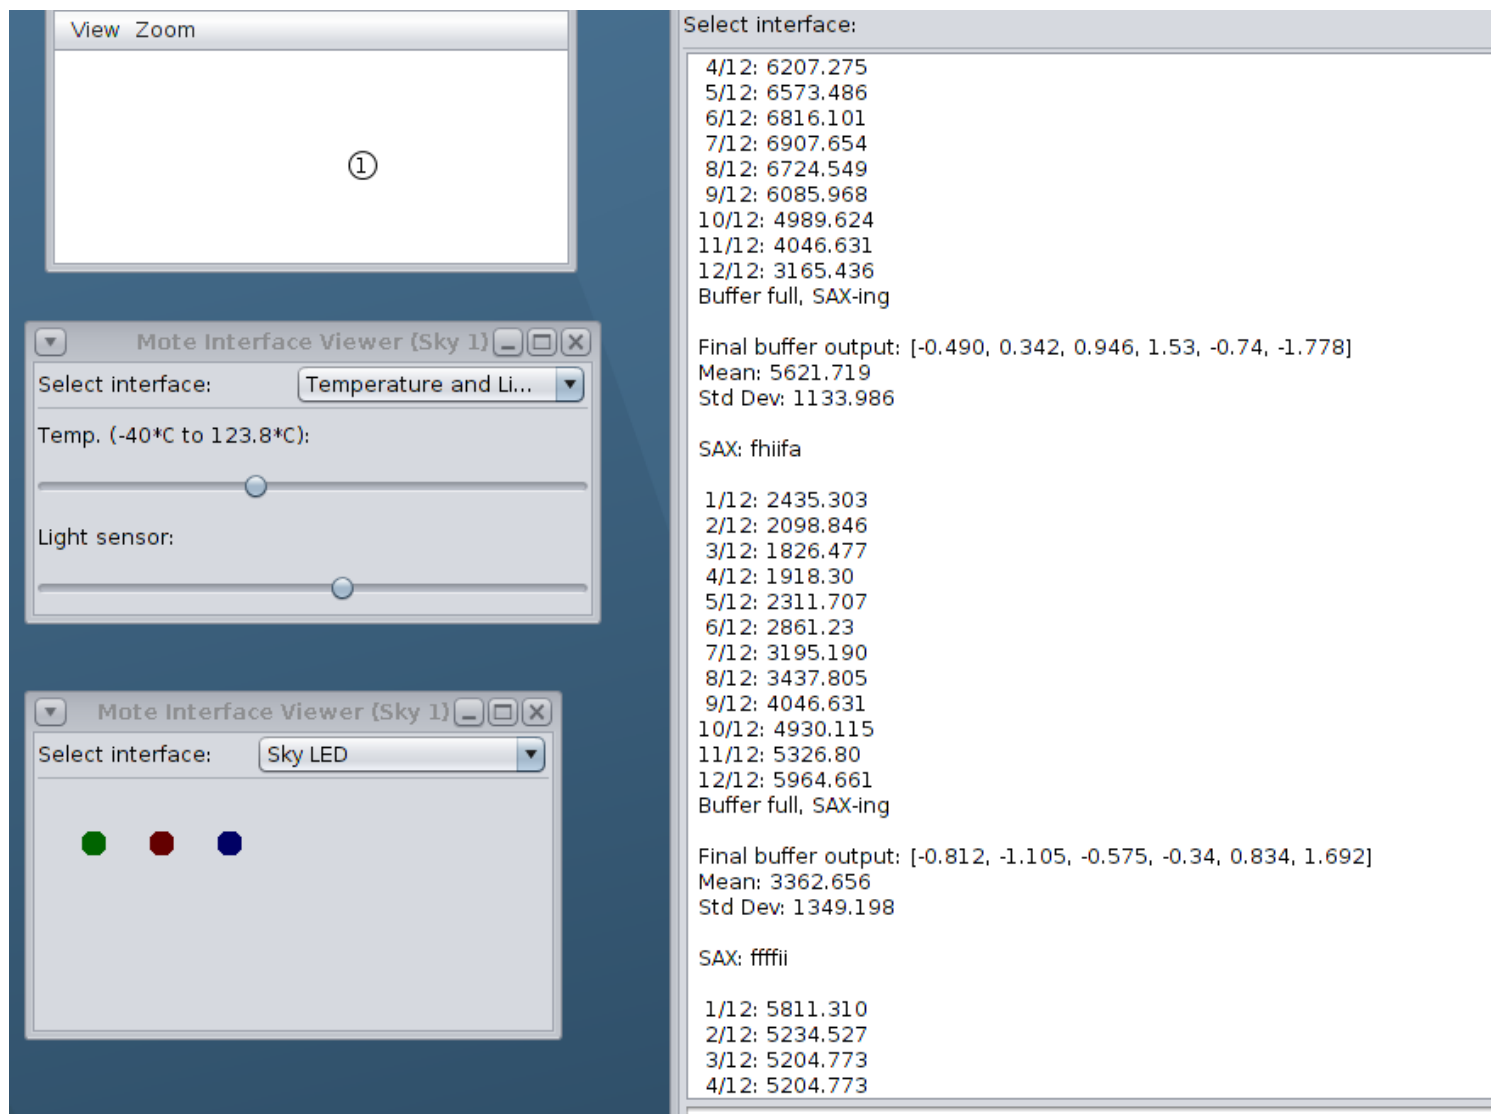 View Zoom
①
Mote Interface Viewer (Sky 1)
Select interface: Temperature and Li...
Temp. (-40*C to 123.8*C):
Light sensor:
Mote Interface Viewer (Sky 1)
Select interface: Sky LED
Select interface:
4/12: 6207.275
5/12: 6573.486
6/12: 6816.101
7/12: 6907.654
8/12: 6724.549
9/12: 6085.968
10/12: 4989.624
11/12: 4046.631
12/12: 3165.436
Buffer full, SAX-ing
Final buffer output: [-0.490, 0.342, 0.946, 1.53, -0.74, -1.778]
Mean: 5621.719
Std Dev: 1133.986
SAX: fhiifa
1/12: 2435.303
2/12: 2098.846
3/12: 1826.477
4/12: 1918.30
5/12: 2311.707
6/12: 2861.23
7/12: 3195.190
8/12: 3437.805
9/12: 4046.631
10/12: 4930.115
11/12: 5326.80
12/12: 5964.661
Buffer full, SAX-ing
Final buffer output: [-0.812, -1.105, -0.575, -0.34, 0.834, 1.692]
Mean: 3362.656
Std Dev: 1349.198
SAX: ffffii
1/12: 5811.310
2/12: 5234.527
3/12: 5204.773
4/12: 5204.773